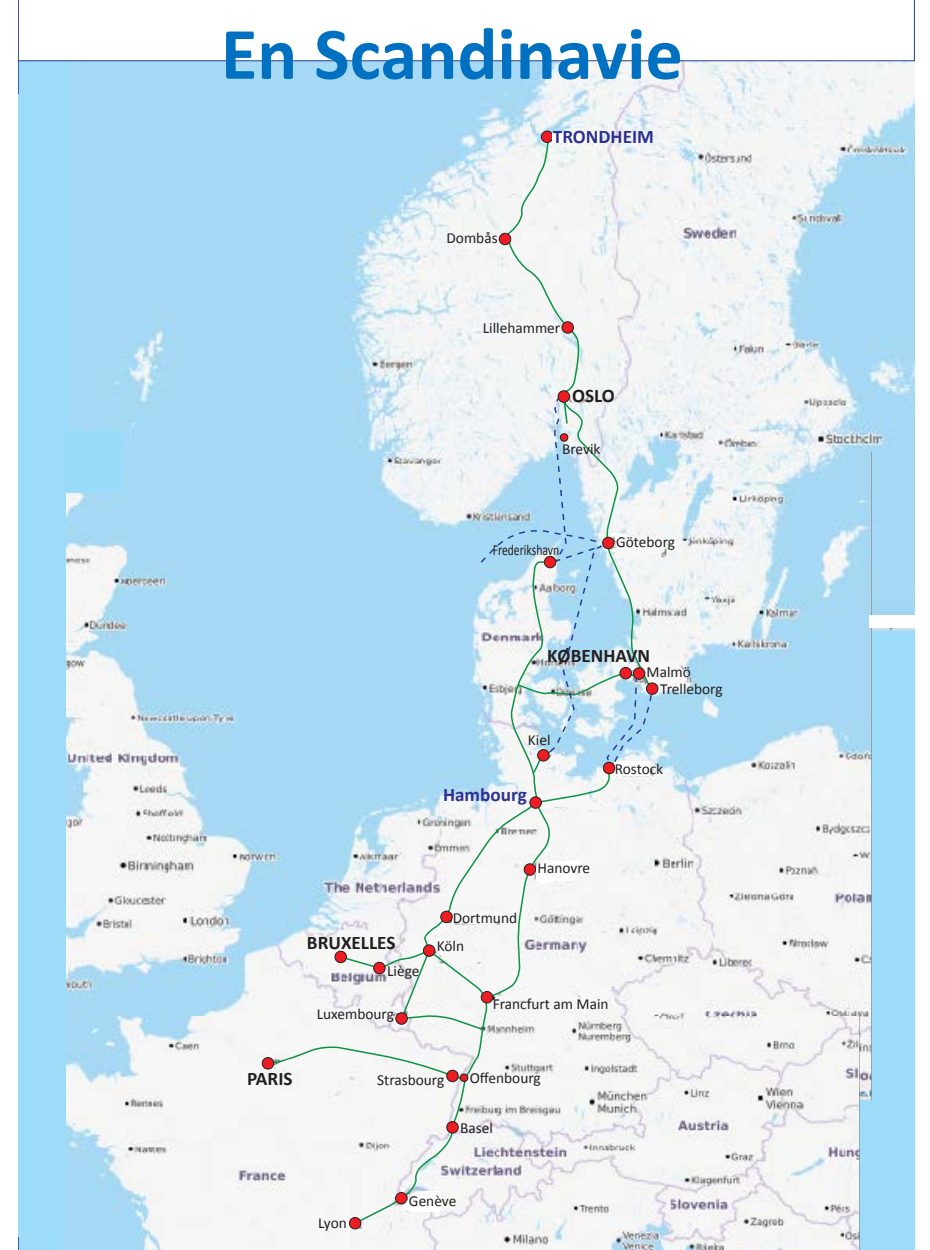 En Scandinavie
TRONDHEIM
Östersund
Dombås
Sundsvall
Sweden
Lillehammer
Falun
Bergen
OSLO
Uppsala
Karlstad
Örebro
Stockholm
Brevik
Stavanger
Linköping
Kristiansand
Göteborg
Jönköping
Frederikshavn
Aberdeen
Aalborg
Växjö
Halmstad
Kalmar
Dundee
Denmark
Karlskrona
KØBENHAVN
gow
Malmö
Esbjerg
Odense
Trelleborg
Newcastle upon Tyne
Kiel
United Kingdom
Rostock
Koszalin
Leeds
Hambourg
Sheffield
Szczecin
Groningen
Bremen
Bydgoszcz
Nottingham
Emmen
Norwich
Alkmaar
Berlin
Birmingham
Hanovre
Poznań
The Netherlands
Gloucester
Zielona Góra
Polan
Bristol
London
Dortmund
Göttingen
Leipzig
BRUXELLES
Köln
Germany
Wrocław
Brighton
Liège
Chemnitz
Liberec
Belgium
mouth
Francfurt am Main
Luxembourg
Czechia
Mannheim
Nürnberg
Nuremberg
Caen
Brno
PARIS
Stuttgart
Ingolstadt
Strasbourg
Offenbourg
Linz
Wien
Vienna
München
Munich
Rennes
Freiburg im Breisgau
Basel
Austria
Nantes
Dijon
Liechtenstein
Innsbruck
Hung
Graz
Switzerland
France
Klagenfurt
Genève
Slovenia
Trento
Pécs
Lyon
Zagreb
Milano
Venezia
Venice
Rijeka